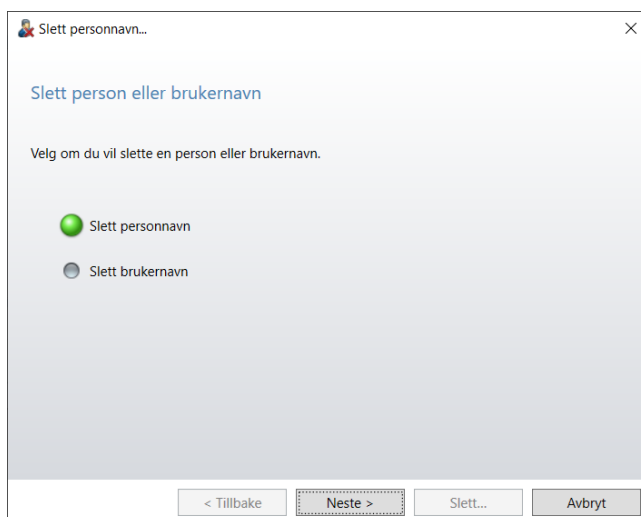 Slett personnavn...
Slett person eller brukernavn
Velg om du vil slette en person eller brukernavn.
Slett personnavn
Slett brukernavn
< Tillbake Neste > Slett... Avbryt